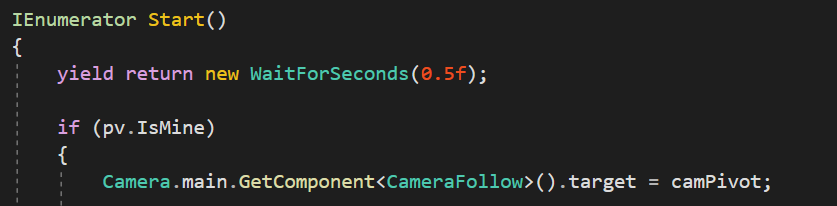 IEnumerator Start()
{
yield return new WaitForSeconds(0.5f);
if (pv.IsMine)
{
Camera.main.GetComponent<CameraFollow>().target = camPivot;